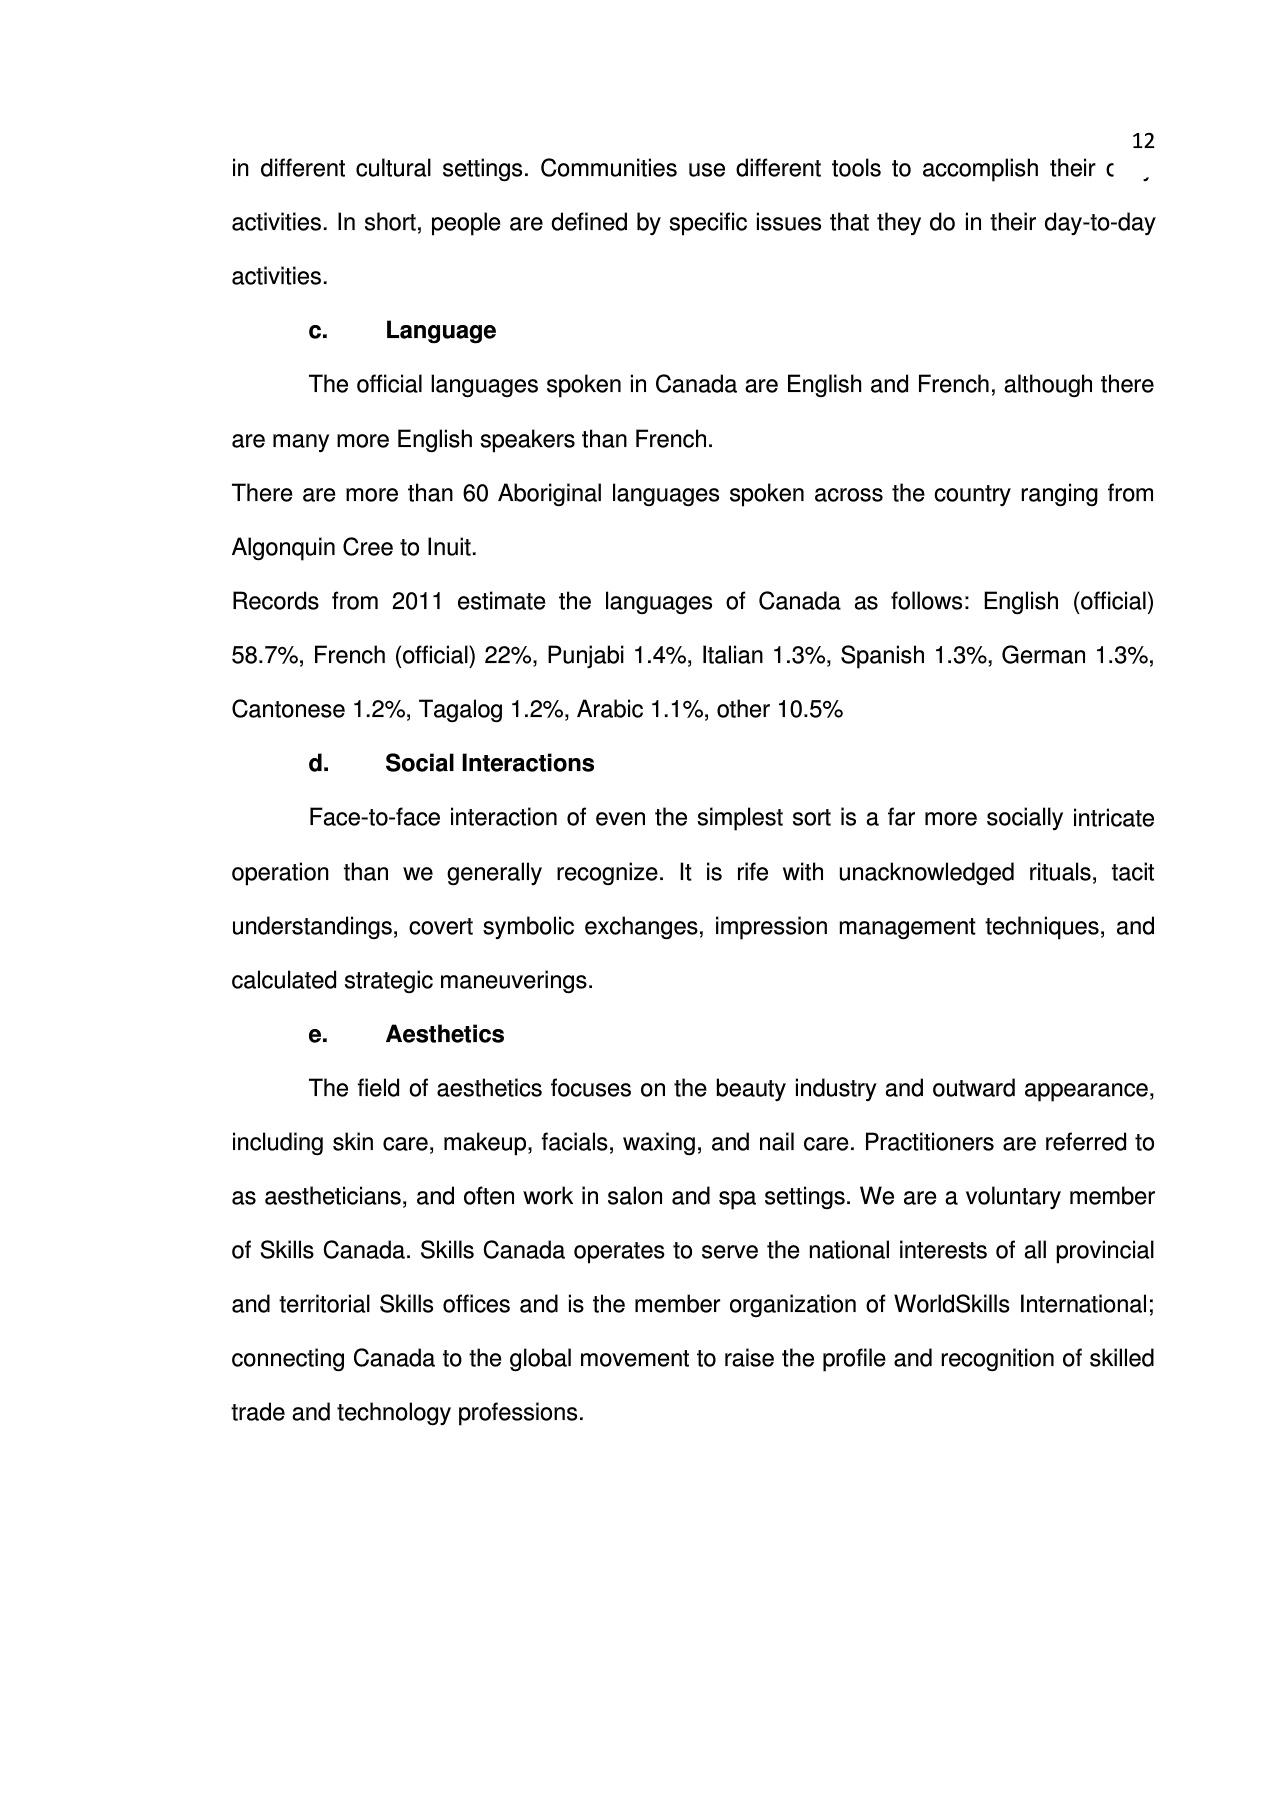 12
in different cultural settings. Communities use different tools to accomplish their
activities. In short, people are defined by specific issues that they do in their day-to-day
activities.
c. Language
The official languages spoken in Canada are English and French, although there
are many more English speakers than French.
There are more than 60 Aboriginal languages spoken across the country ranging from
Algonquin Cree to Inuit.
Records from 2011 estimate the languages of Canada as follows: English (official)
58.7%, French (official) 22%, Punjabi 1.4%, Italian 1.3%, Spanish 1.3%, German 1.3%,
Cantonese 1.2%, Tagalog 1.2%, Arabic 1.1%, other 10.5%
d. Social Interactions
Face-to-face interaction of even the simplest sort is a far more socially intricate
operation than we generally recognize. It is rife with unacknowledged rituals, tacit
understandings, covert symbolic exchanges, impression management techniques, and
calculated strategic maneuverings.
e. Aesthetics
The field of aesthetics focuses on the beauty industry and outward appearance,
including skin care, makeup, facials, waxing, and nail care. Practitioners are referred to
as aestheticians, and often work in salon and spa settings. We are a voluntary member
of Skills Canada. Skills Canada operates to serve the national interests of all provincial
and territorial Skills offices and is the member organization of WorldSkills International;
connecting Canada to the global movement to raise the profile and recognition of skilled
trade and technology professions.